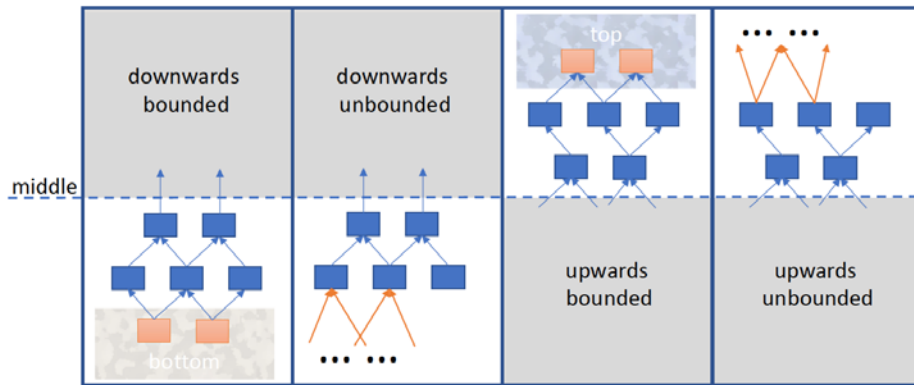 top
downwards
bounded
downwards
unbounded
middle
upwards
bounded
upwards
unbounded
bottom